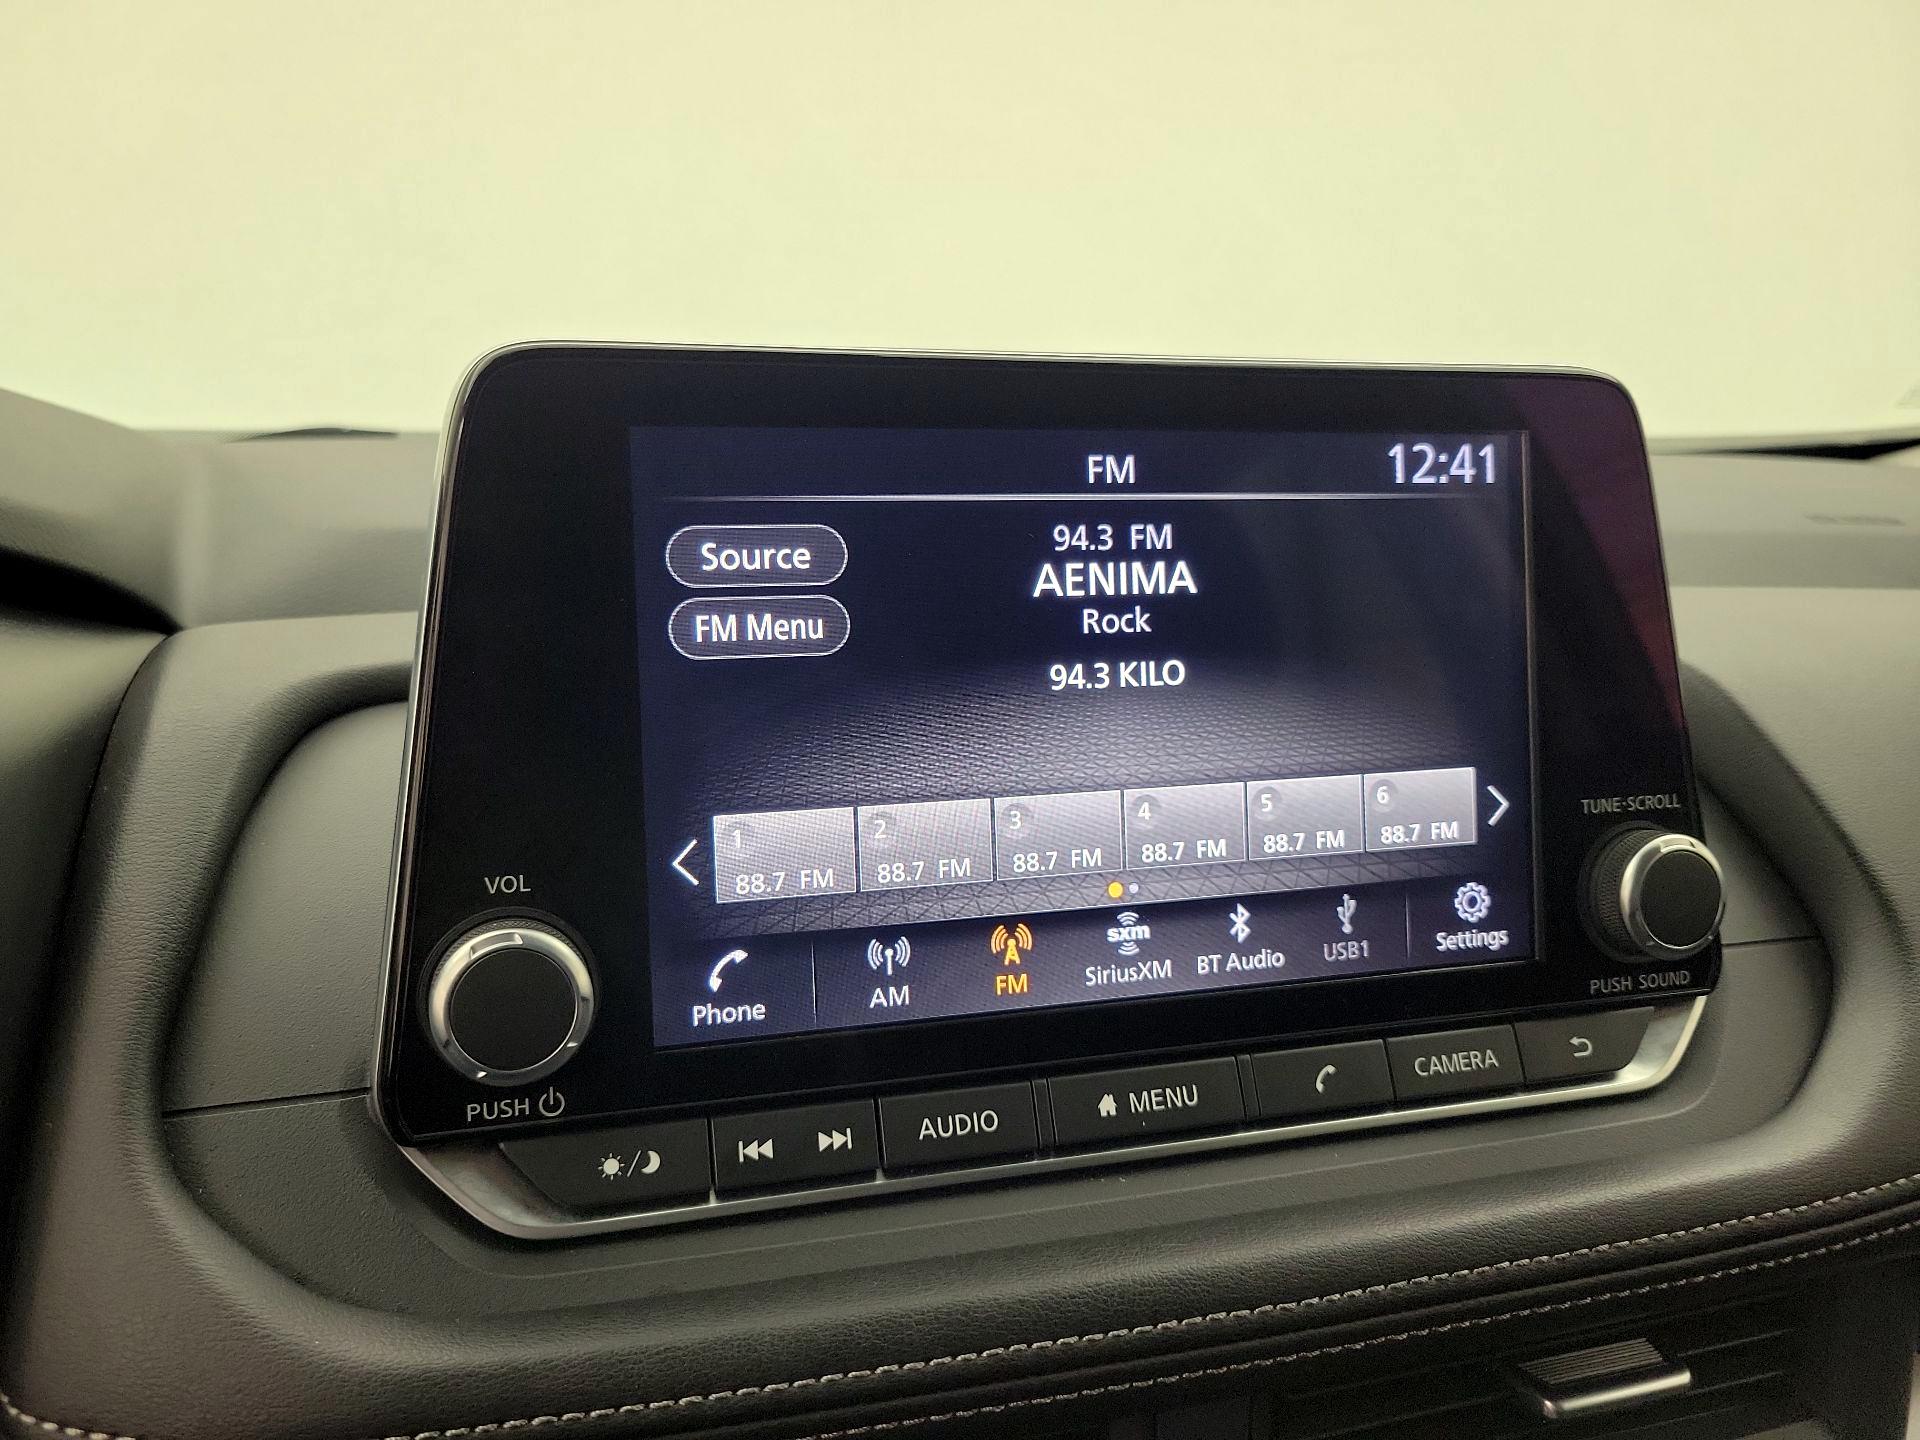 FM 12:41
Source
FM Menu
94.3 FM
AENIMA
Rock
94.3 KILO
1 2 3 4 5 6
88.7 FM 88.7 FM 88.7 FM 88.7 FM 88.7 FM 88.7 FM
Phone AM FM sxm SiriusXM BT Audio USB1 Settings
VOL
PUSH
TUNE·SCROLL
PUSH SOUND
AUDIO MENU CAMERA